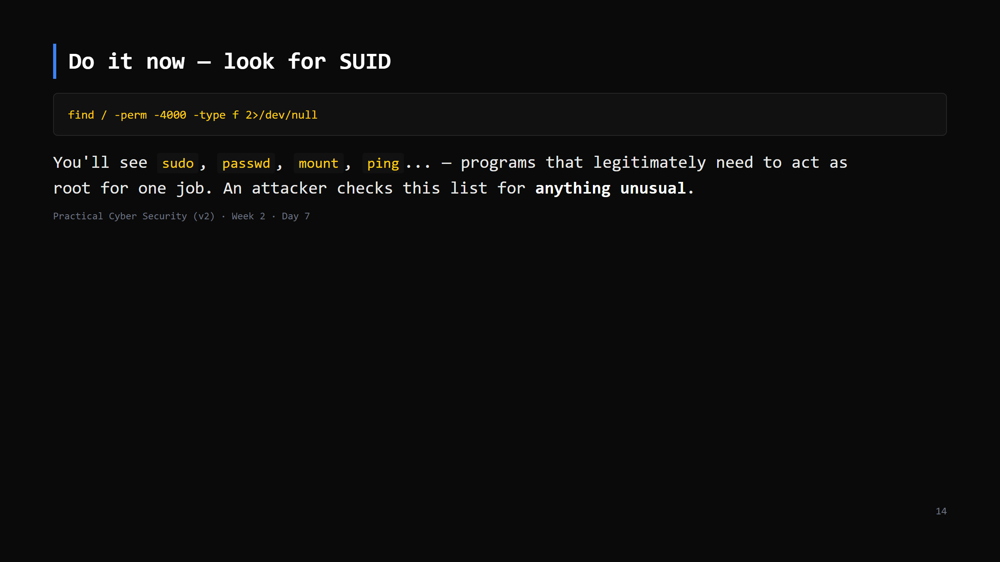 Do it now — look for SUID
find / -perm -4000 -type f 2>/dev/null
You'll see sudo, passwd, mount, ping... — programs that legitimately need to act as
root for one job. An attacker checks this list for anything unusual.
Practical Cyber Security (v2) · Week 2 · Day 7
14